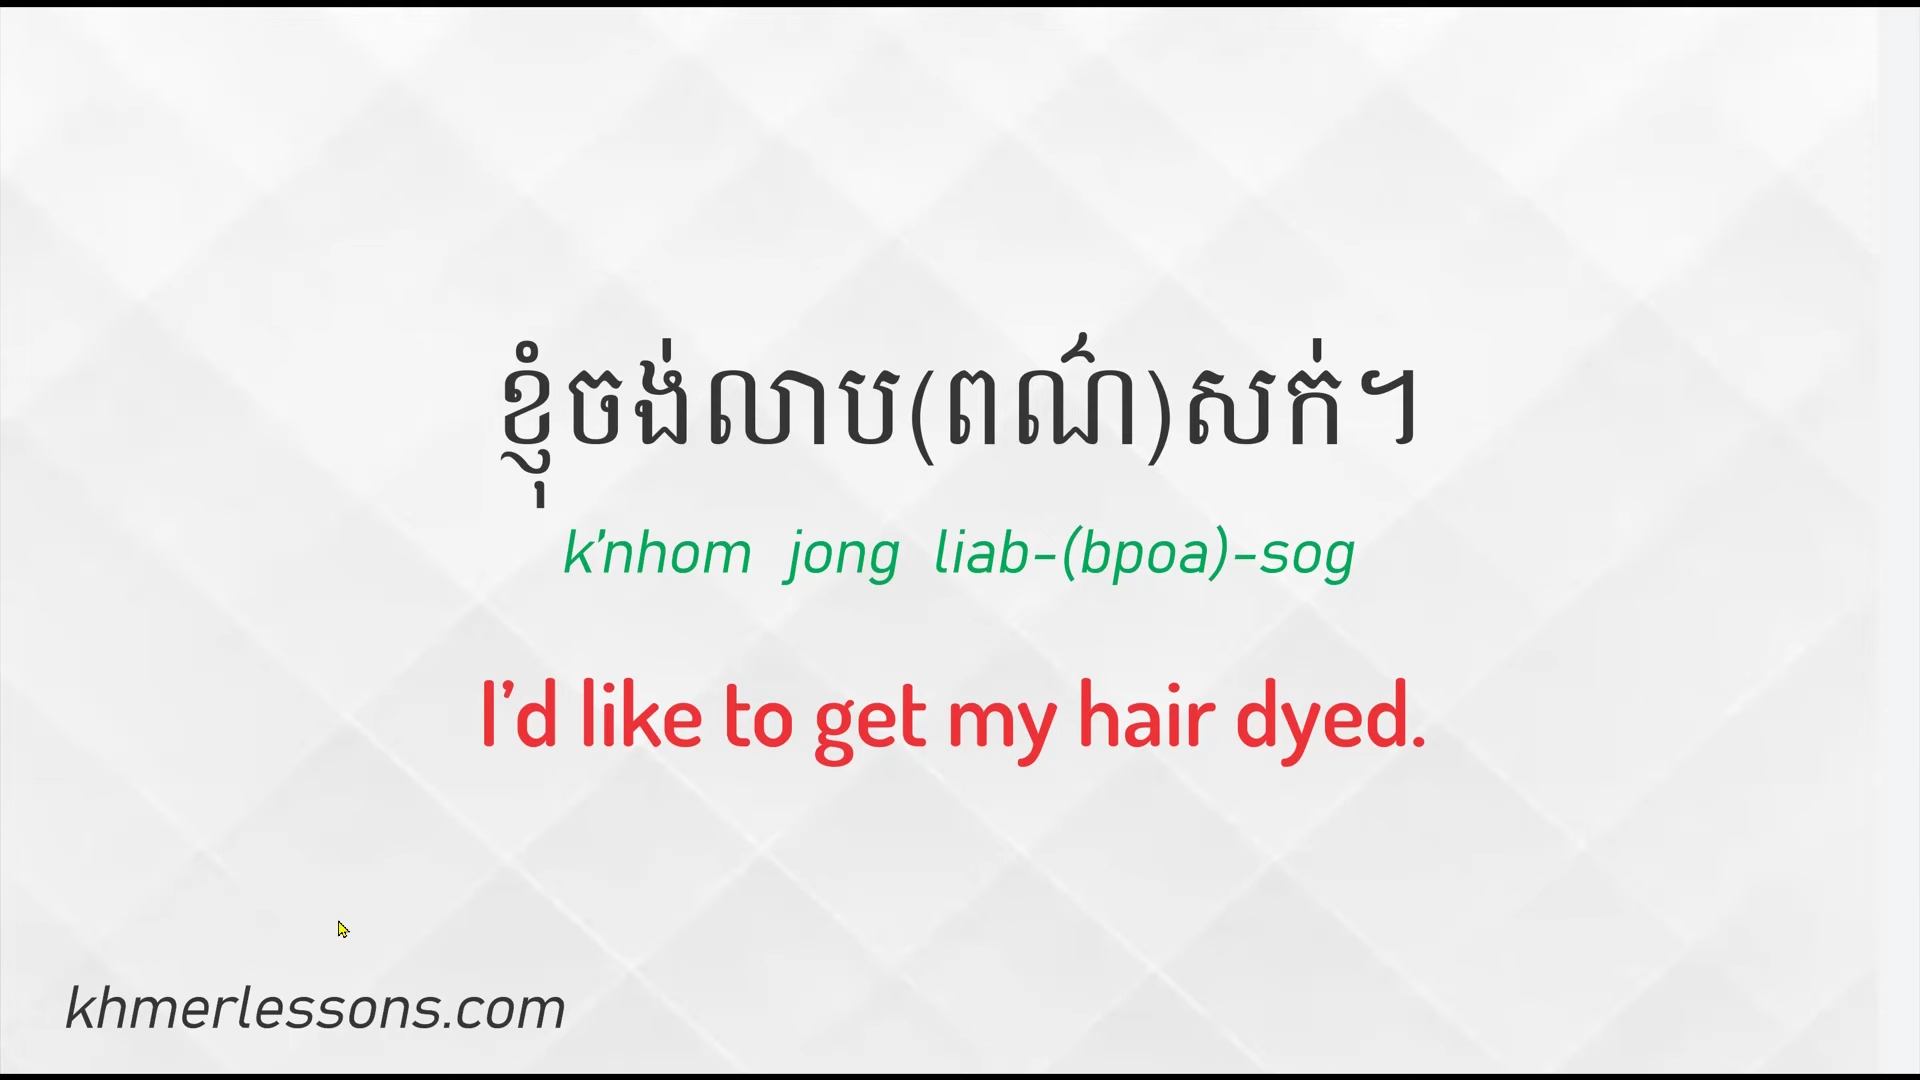 ខ្ញុំចង់លាប(ពណ៌)សក់។
k’nhom jong liab-(bpoa)-sog
I’d like to get my hair dyed.
khmerlessons.com